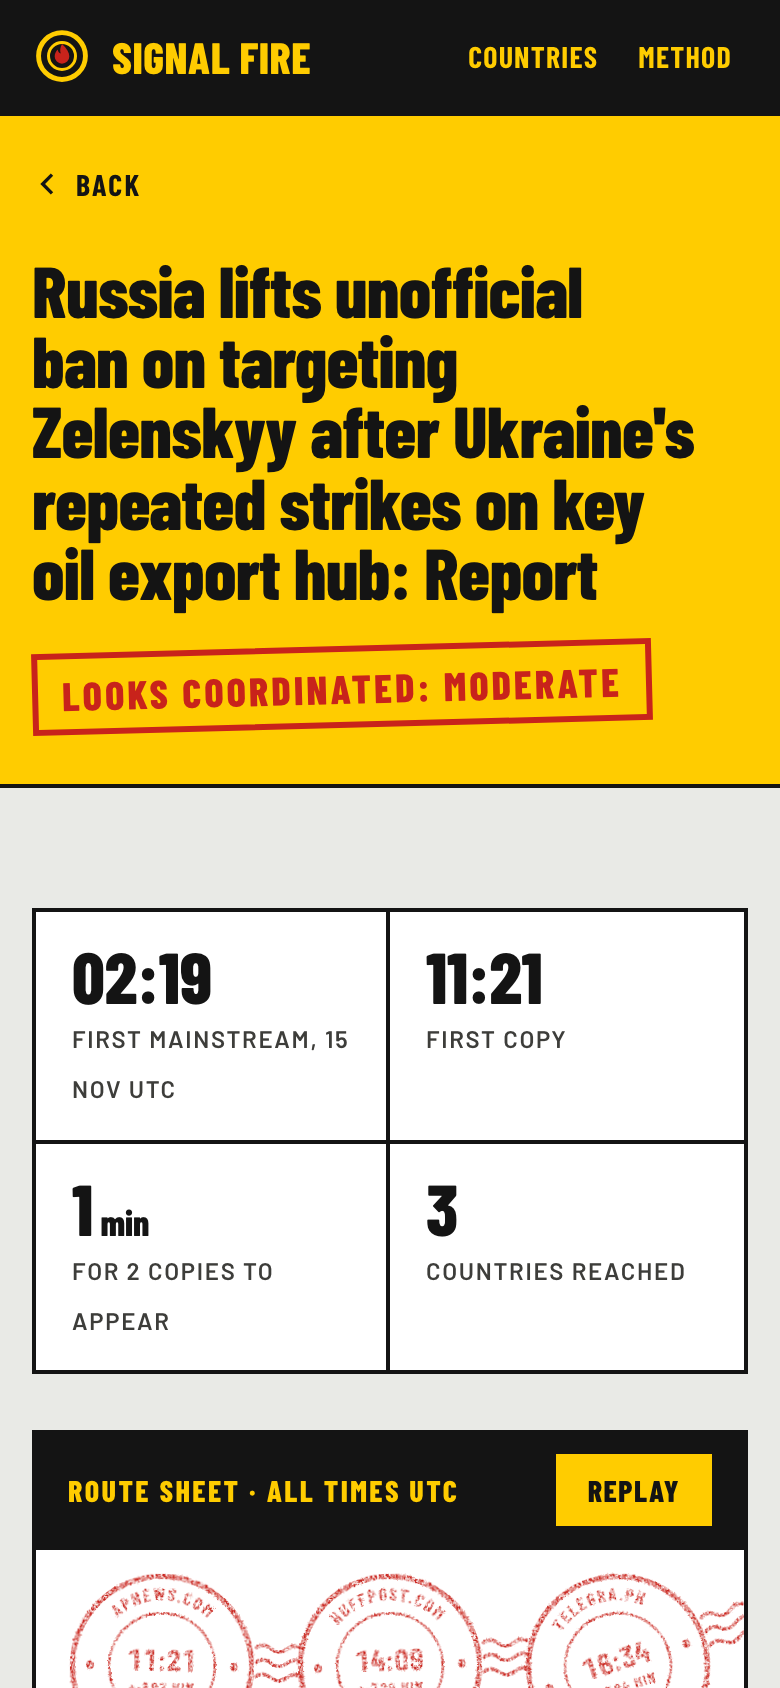 SIGNAL FIRE
COUNTRIES METHOD
BACK
Russia lifts unofficial
ban on targeting
Zelenskyy after Ukraine's
repeated strikes on key
oil export hub: Report
LOOKS COORDINATED: MODERATE
02:19
FIRST MAINSTREAM, 15
NOV UTC
11:21
FIRST COPY
1 min
FOR 2 COPIES TO
APPEAR
3
COUNTRIES REACHED
ROUTE SHEET · ALL TIMES UTC
REPLAY
APNEWS.COM
11:21
HUFFPOST.COM
14:09
TELEGRA.PH
16:34